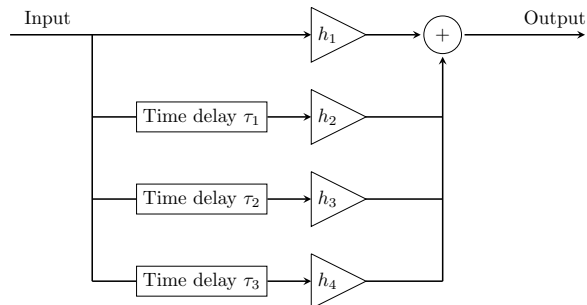 Input
Output
h₁
+
Time delay τ₁
h₂
Time delay τ₂
h₃
Time delay τ₃
h₄